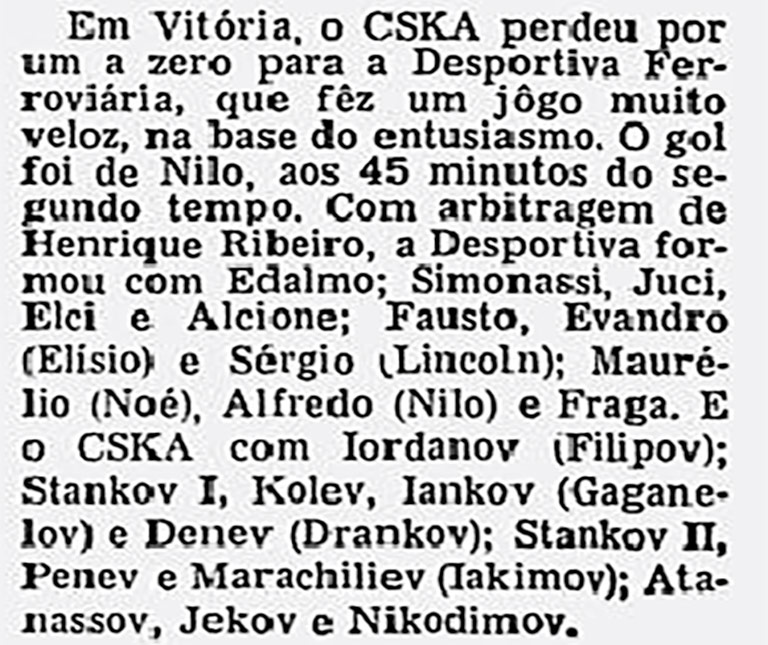 Em Vitória, o CSKA perdeu por
um a zero para a Desportiva Fer-
roviária, que fêz um jôgo muito
veloz, na base do entusiasmo. O gol
foi de Nilo, aos 45 minutos do se-
gundo tempo. Com arbitragem de
Henrique Ribeiro, a Desportiva for-
mou com Edalmo; Simonassi, Juci,
Elci e Alcione; Fausto, Evandro
(Elísio) e Sérgio (Lincoln); Mauré-
lio (Noé), Alfredo (Nilo) e Fraga. E
o CSKA com Iordanov (Filipov);
Stankov I, Kolev, Iankov (Gagane-
lov) e Denev (Drankov); Stankov II,
Penev e Marachiliev (Iakimov); Ata-
nassov, Jekov e Nikodimov.